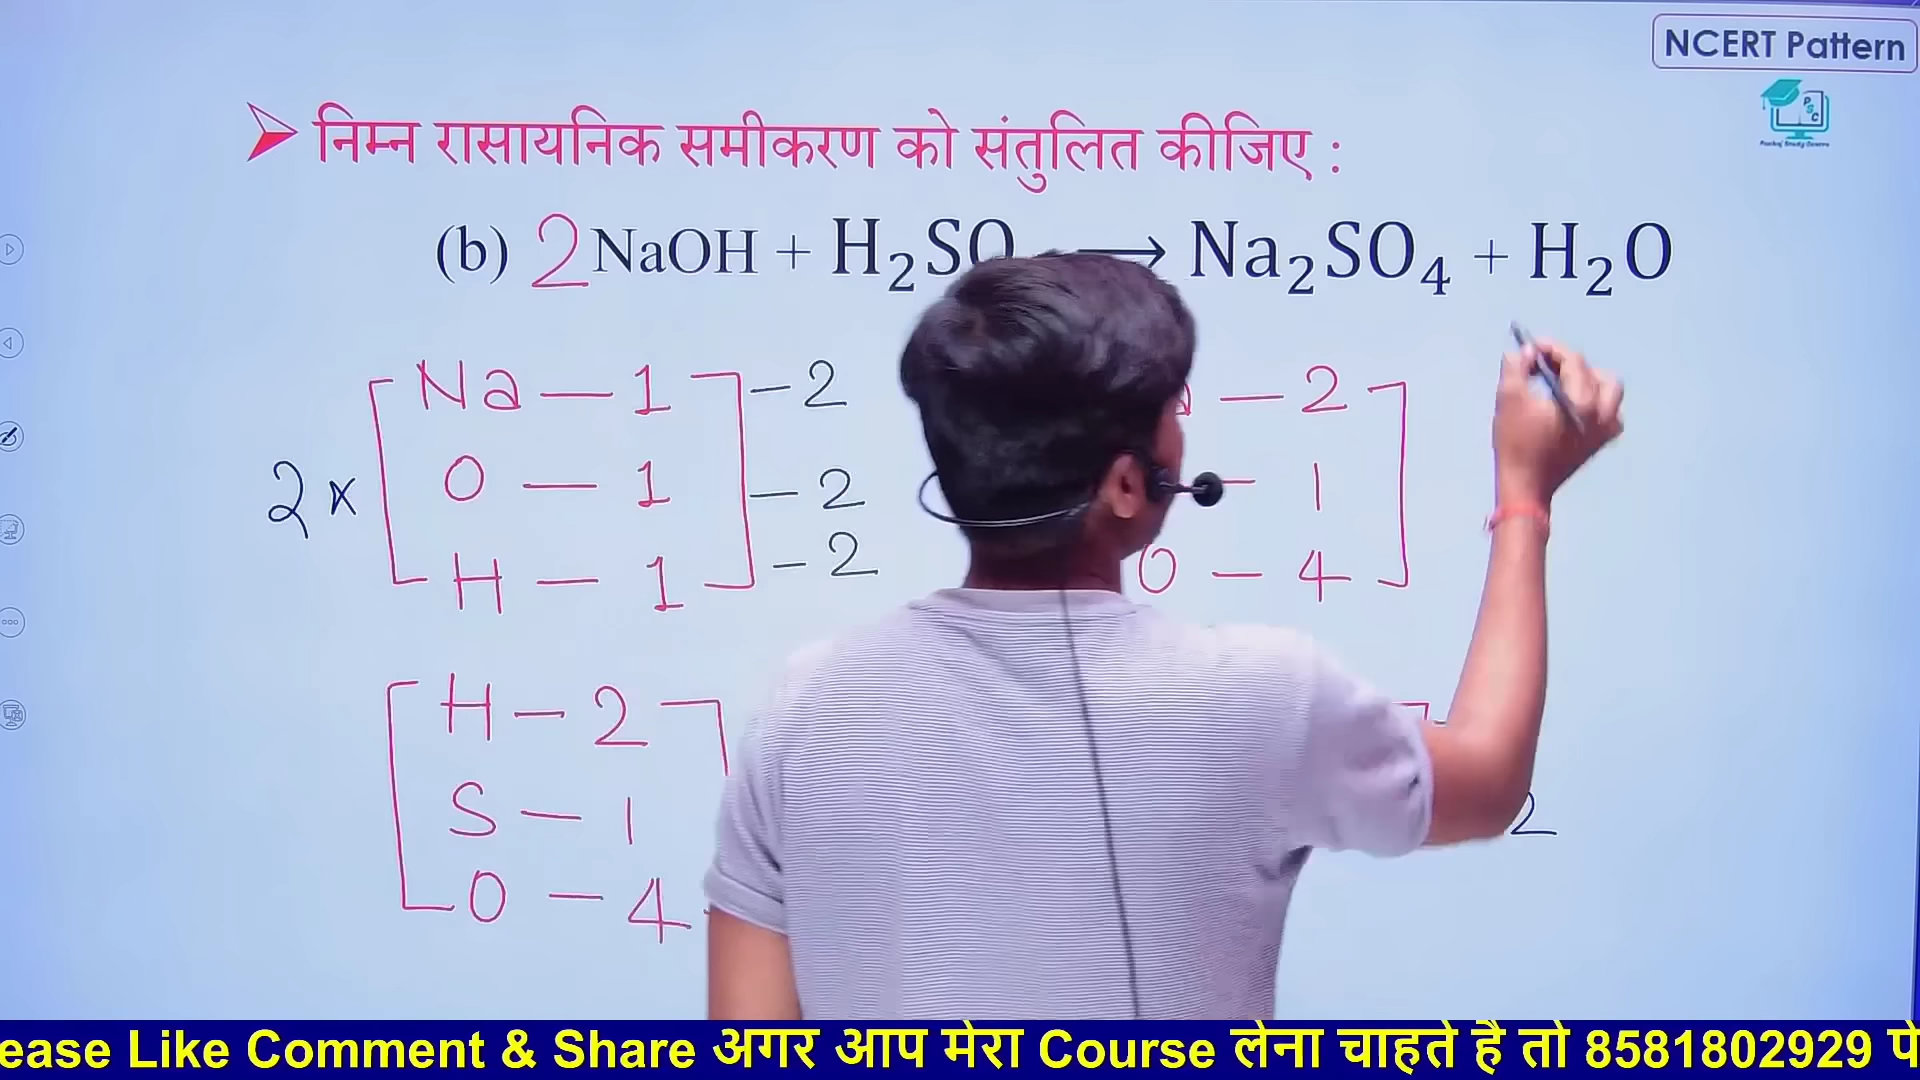 NCERT Pattern
निम्न रासायनिक समीकरण को संतुलित कीजिए :
(b) 2NaOH + H₂SO ⟶ Na₂SO₄ + H₂O
Na — 1 – 2
O — 1 – 2
H — 1 – 2
2 ×
— 2
– 1
O – 4
H – 2
S – 1
O – 4
2
ease Like Comment & Share अगर आप मेरा Course लेना चाहते है तो 8581802929 पे